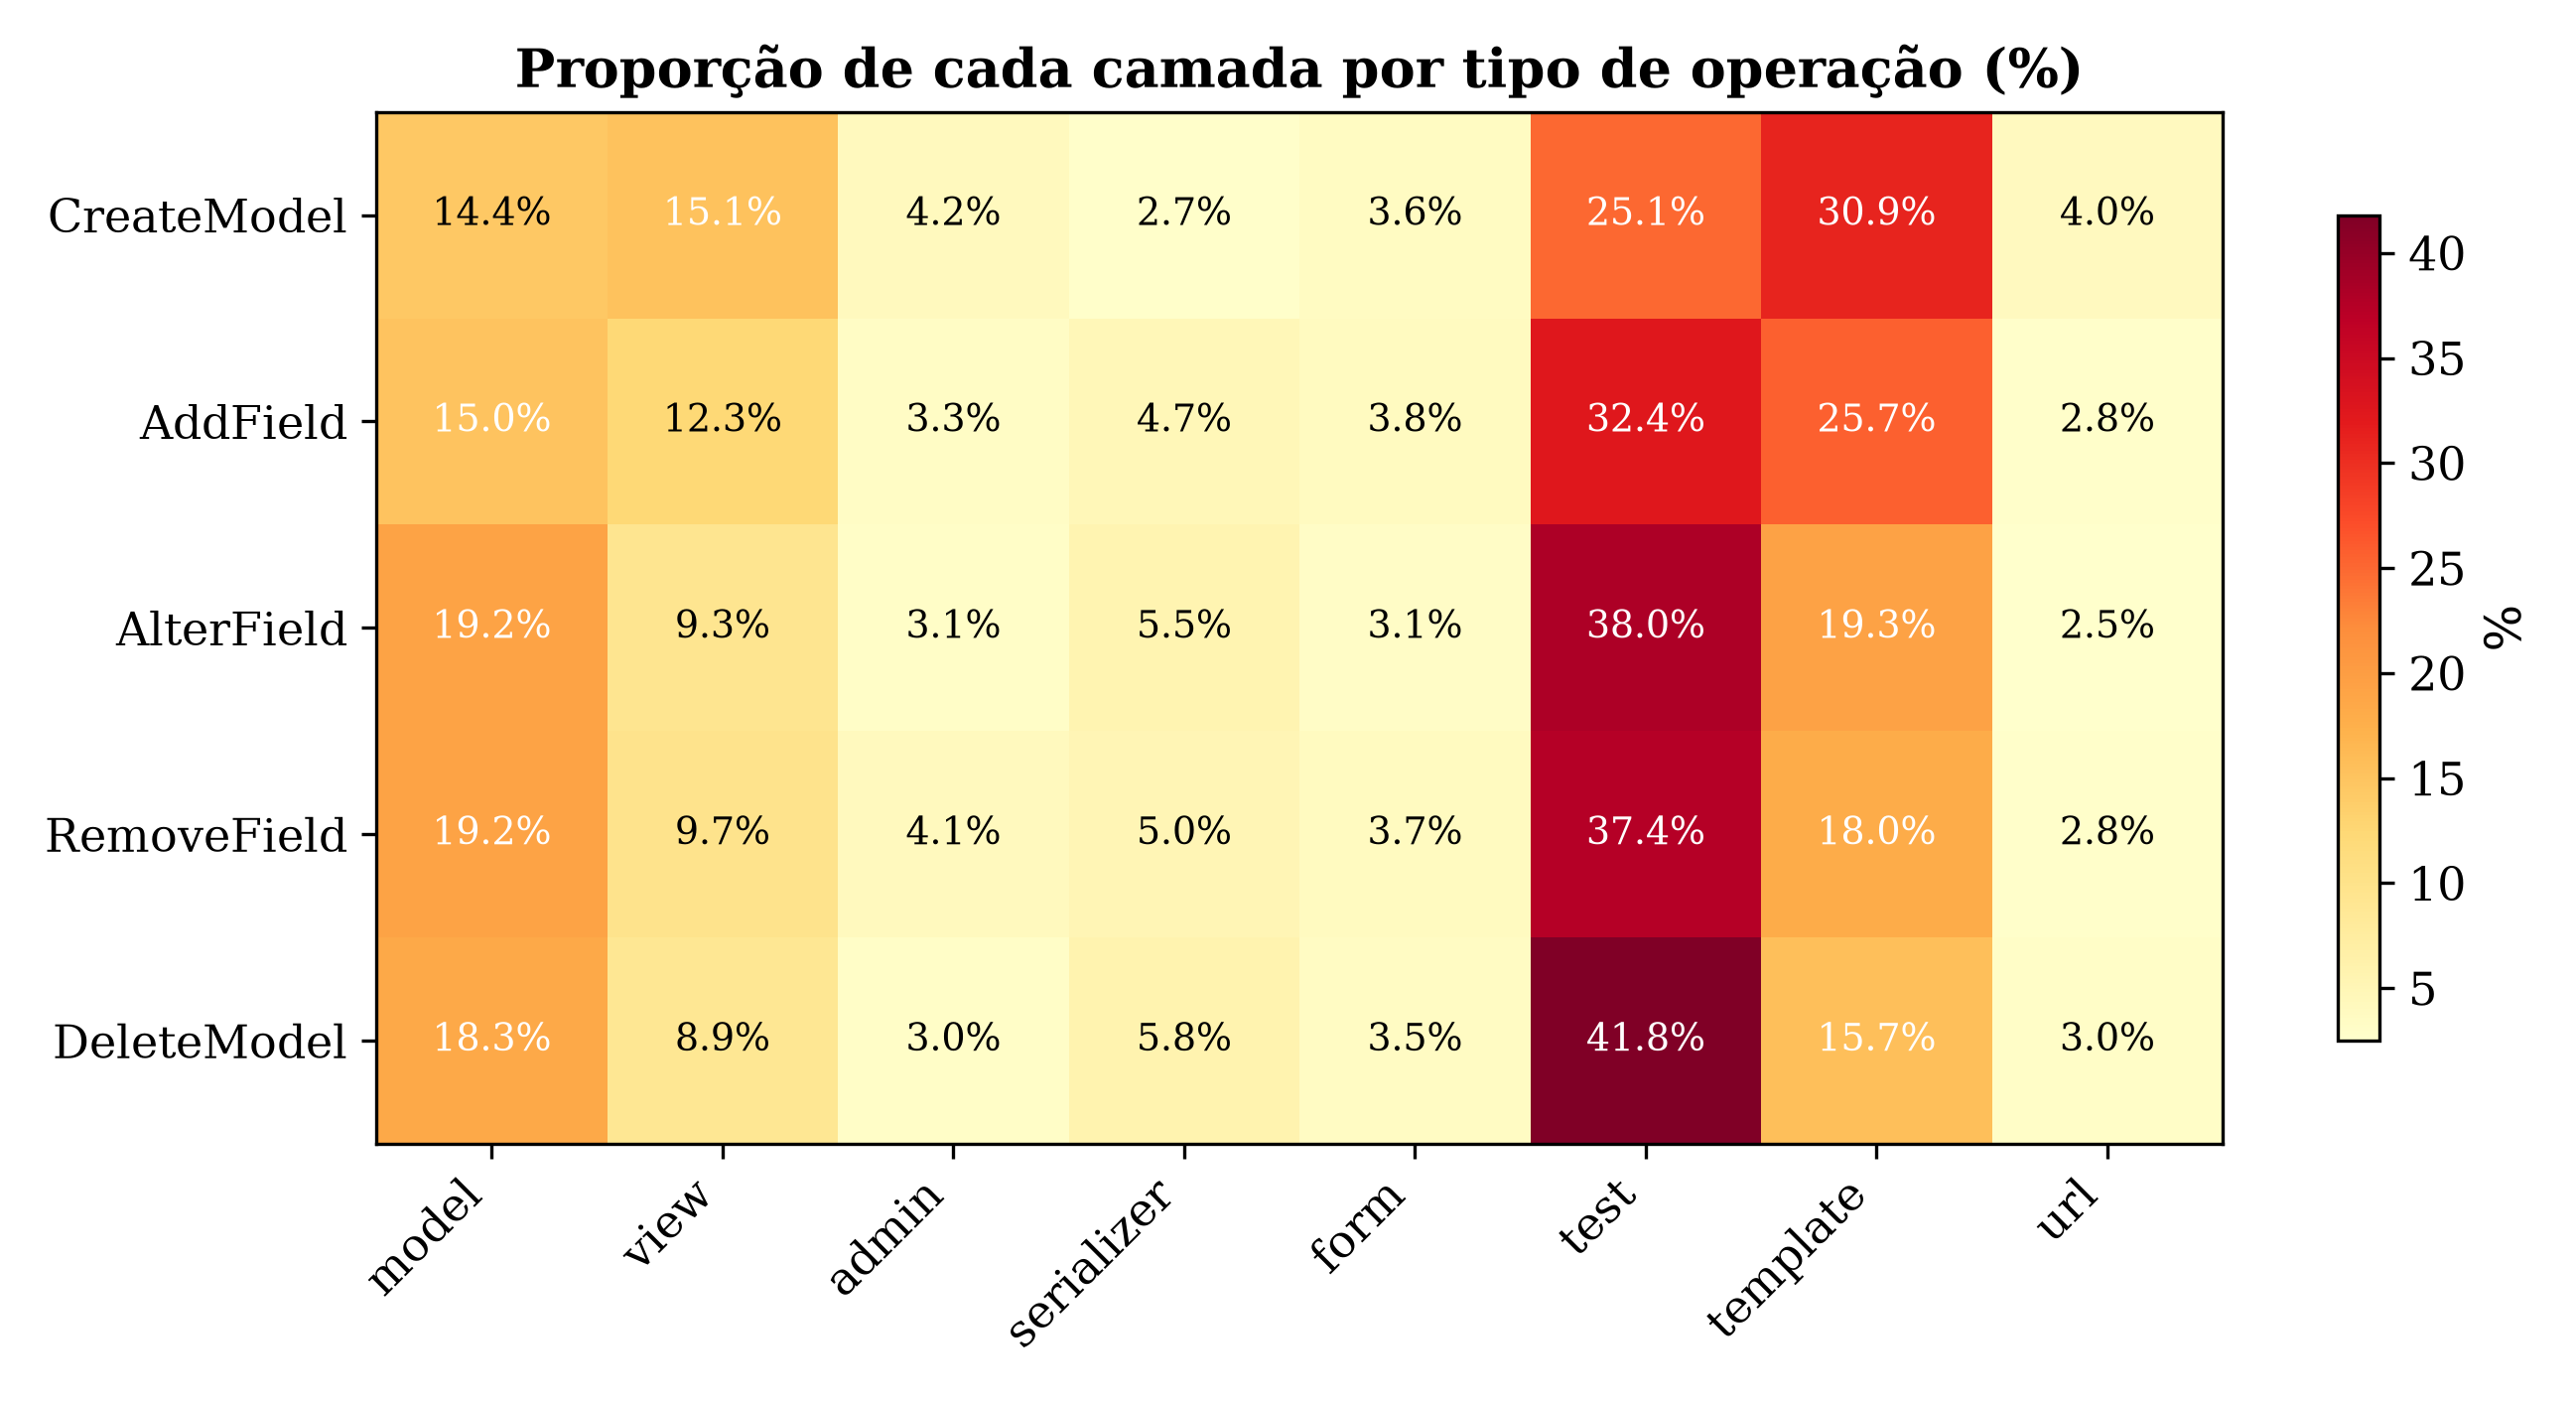 Proporção de cada camada por tipo de operação (%)
CreateModel 14.4% 15.1% 4.2% 2.7% 3.6% 25.1% 30.9% 4.0%
AddField 15.0% 12.3% 3.3% 4.7% 3.8% 32.4% 25.7% 2.8%
AlterField 19.2% 9.3% 3.1% 5.5% 3.1% 38.0% 19.3% 2.5%
RemoveField 19.2% 9.7% 4.1% 5.0% 3.7% 37.4% 18.0% 2.8%
DeleteModel 18.3% 8.9% 3.0% 5.8% 3.5% 41.8% 15.7% 3.0%
model view admin serializer form test template url
40
35
30
25
20
15
10
5
%